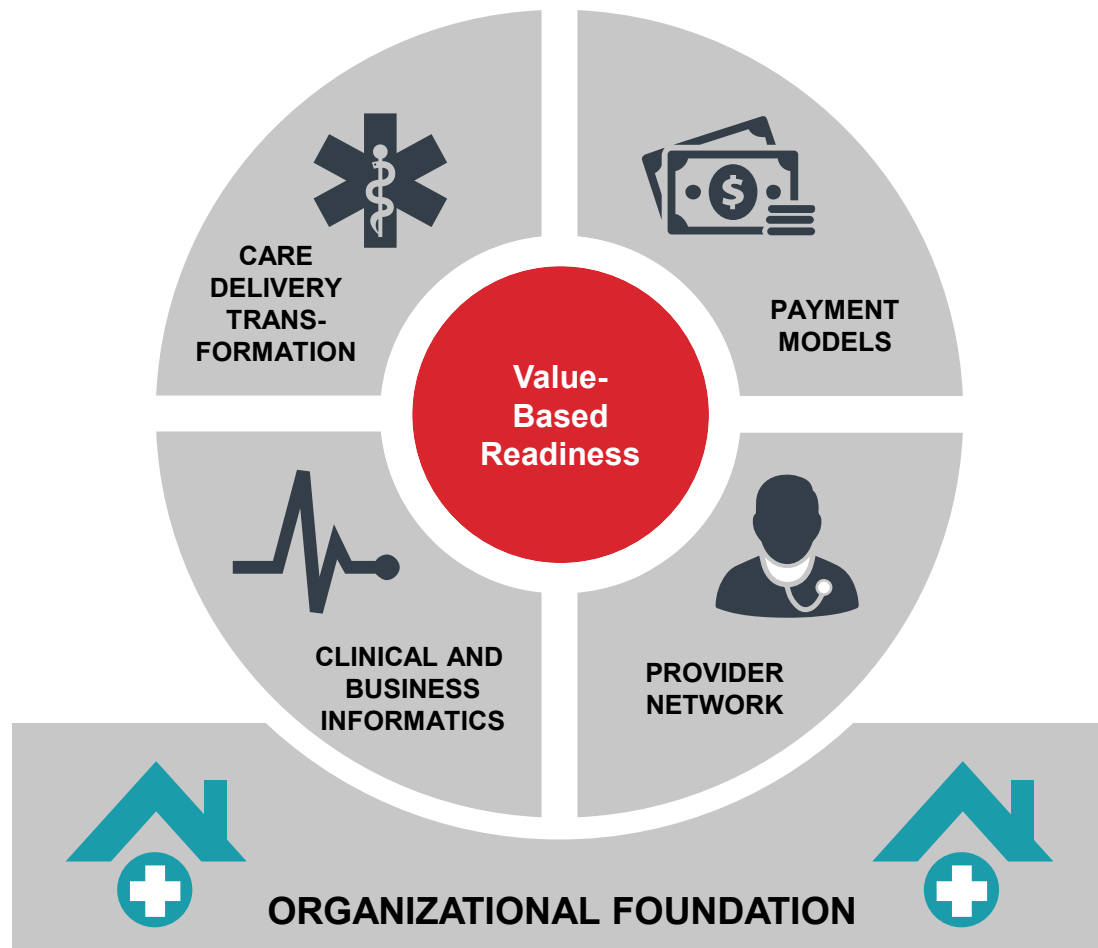 CARE
DELIVERY
TRANS-
FORMATION
PAYMENT
MODELS
Value-
Based
Readiness
$
CLINICAL AND
BUSINESS
INFORMATICS
PROVIDER
NETWORK
ORGANIZATIONAL FOUNDATION